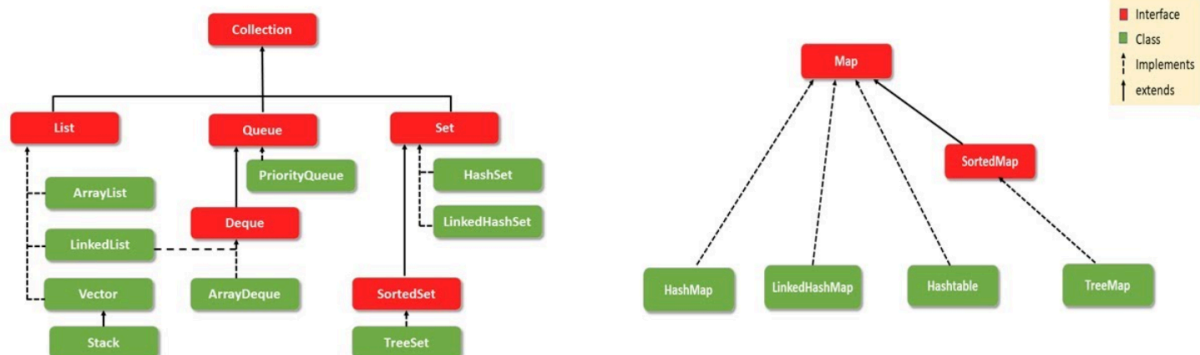 Collection
List
Queue
Set
ArrayList
PriorityQueue
HashSet
LinkedList
Deque
LinkedHashSet
Vector
ArrayDeque
SortedSet
Stack
TreeSet
Map
SortedMap
HashMap
LinkedHashMap
Hashtable
TreeMap
Interface
Class
Implements
extends